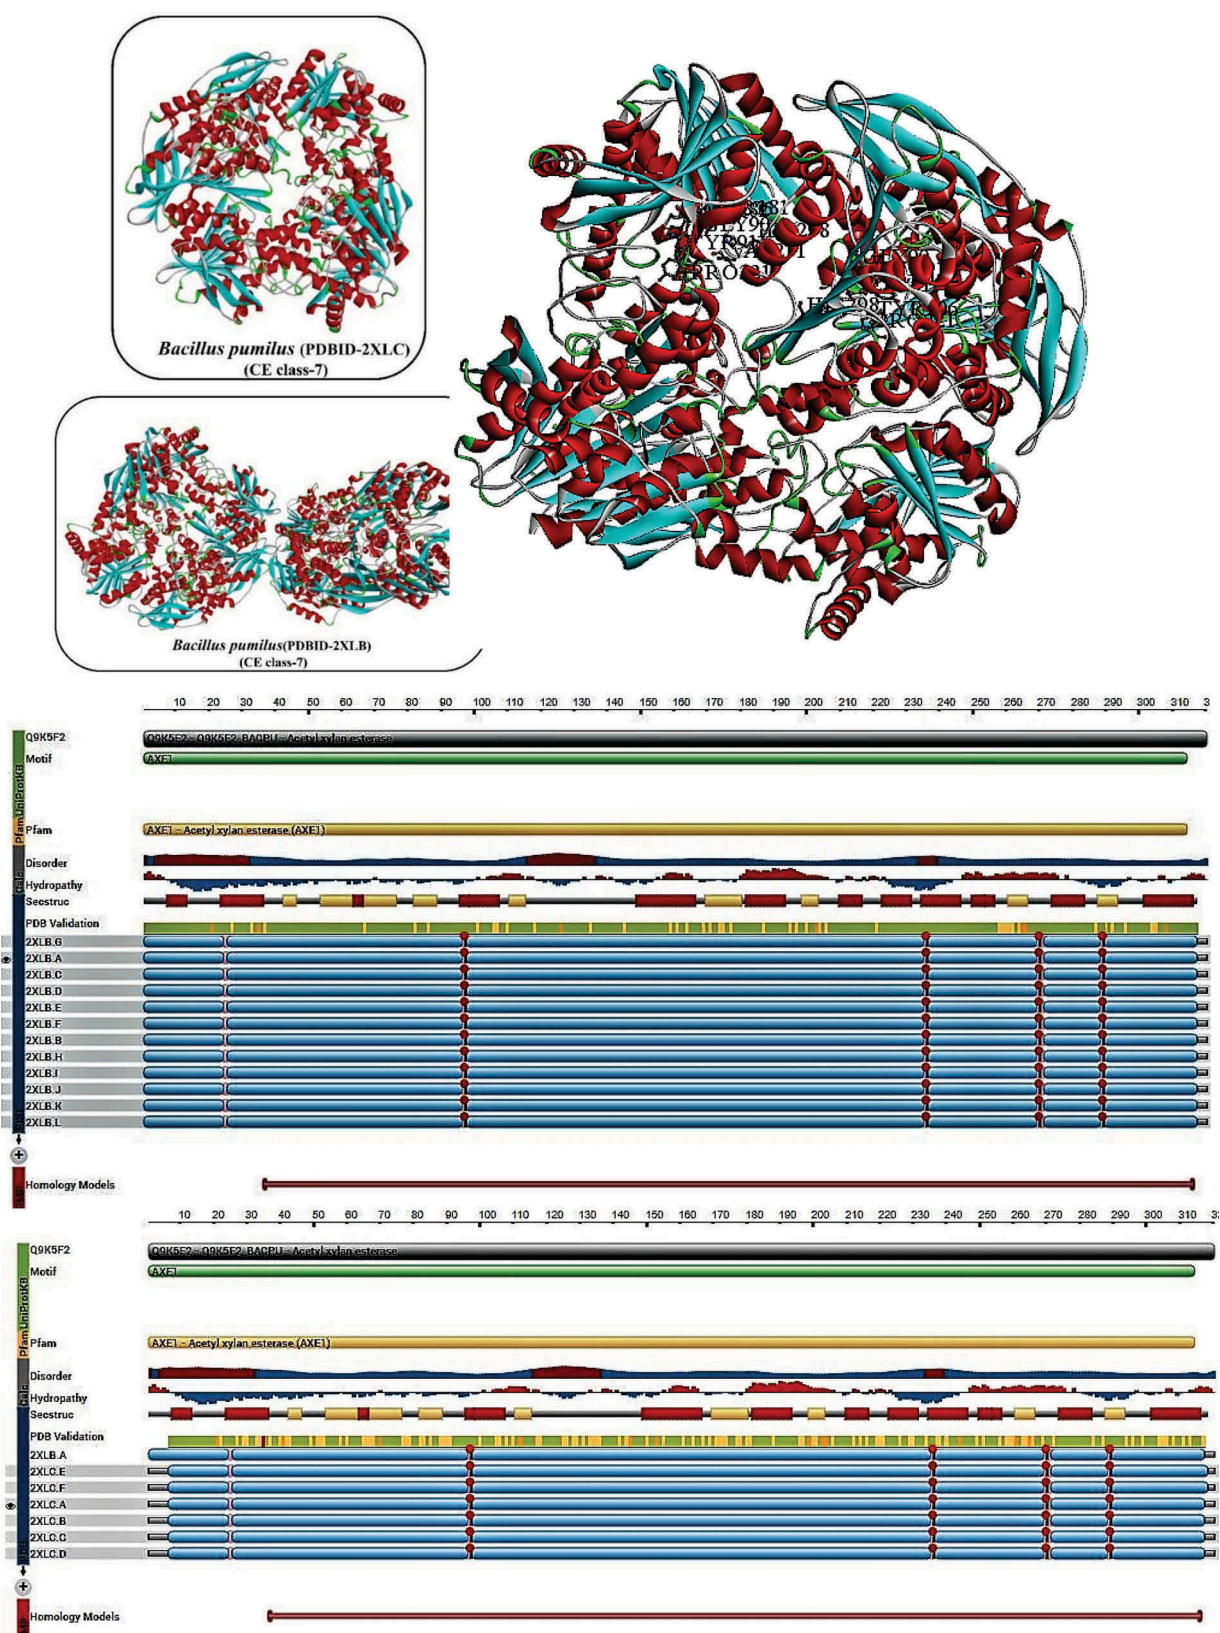 Bacillus pumilus (PDBID-2XLC)
(CE class-7)
Bacillus pumilus(PDBID-2XLB)
(CE class-7)
10 20 30 40 50 60 70 80 90 100 110 120 130 140 150 160 170 180 190 200 210 220 230 240 250 260 270 280 290 300 310 3
Q9K5F2
Q9K5F2 - Q9K5F2_BACPU - Acetyl xylan esterase
Motif
AXE1
UniProtKB
Pfam
Pfam
AXE1 - Acetyl xylan esterase (AXE1)
Disorder
Calc
Hydropathy
Secstruc
PDB Validation
2XLB.G
2XLB.A
2XLB.C
2XLB.D
2XLB.E
2XLB.F
2XLB.B
2XLB.H
2XLB.I
2XLB.J
2XLB.K
2XLB.L
Homology Models
10 20 30 40 50 60 70 80 90 100 110 120 130 140 150 160 170 180 190 200 210 220 230 240 250 260 270 280 290 300 310 32
Q9K5F2
Q9K5F2 - Q9K5F2_BACPU - Acetyl xylan esterase
Motif
AXE1
UniProtKB
Pfam
Pfam
AXE1 - Acetyl xylan esterase (AXE1)
Disorder
Calc
Hydropathy
Secstruc
PDB Validation
2XLB.A
2XLC.E
2XLC.F
2XLC.A
2XLC.B
2XLC.C
2XLC.D
Homology Models